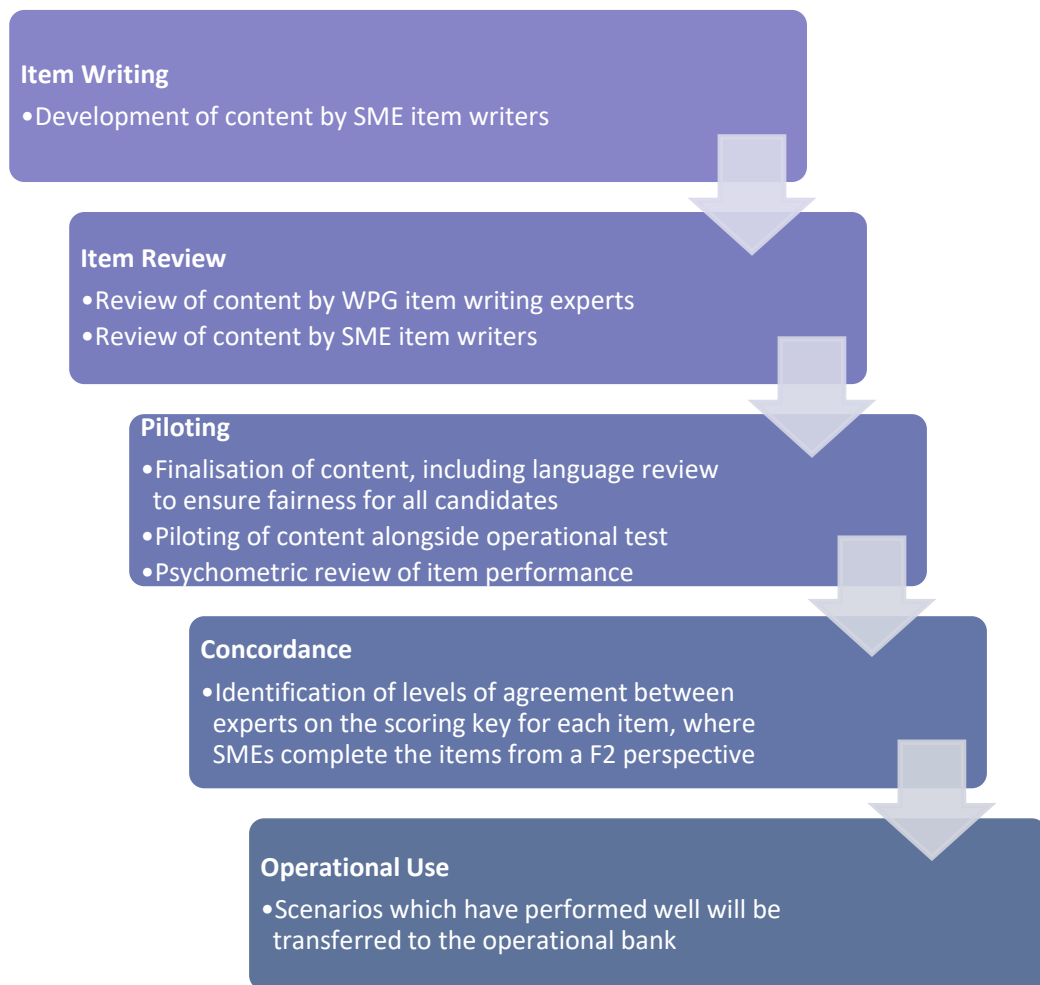 Item Writing
•Development of content by SME item writers
Item Review
•Review of content by WPG item writing experts
•Review of content by SME item writers
Piloting
•Finalisation of content, including language review
to ensure fairness for all candidates
•Piloting of content alongside operational test
•Psychometric review of item performance
Concordance
•Identification of levels of agreement between
experts on the scoring key for each item, where
SMEs complete the items from a F2 perspective
Operational Use
•Scenarios which have performed well will be
transferred to the operational bank